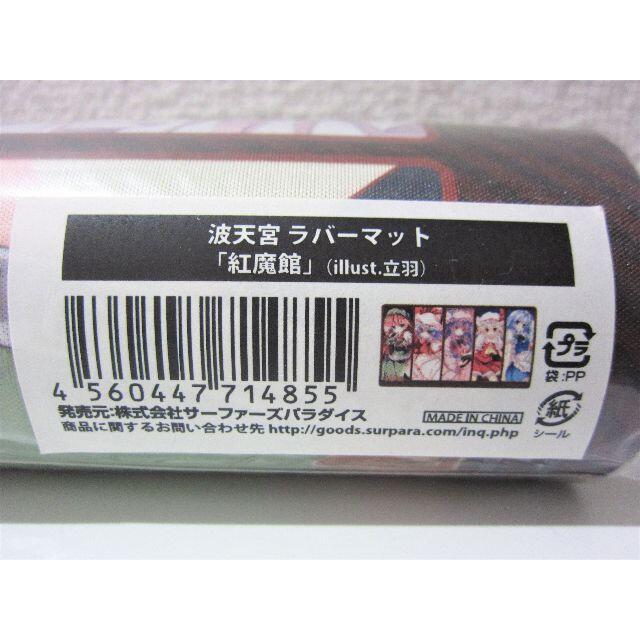 波天宮 ラバーマット
「紅魔館」(illust.立羽)
4 560447 714855
プラ
袋:PP
発売元:株式会社サーファーズパラダイス
MADE IN CHINA
紙
シール
商品に関するお問い合わせ先 http://goods.surpara.com/inq.php